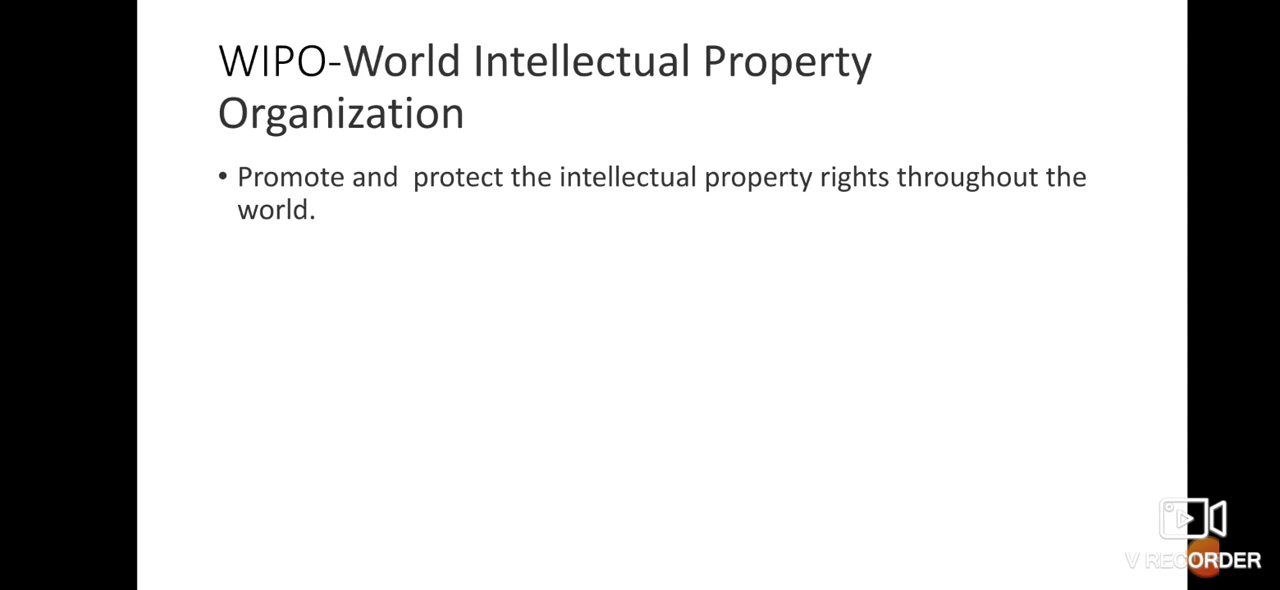 WIPO-World Intellectual Property
Organization
• Promote and  protect the intellectual property rights throughout the
world.
V RECORDER